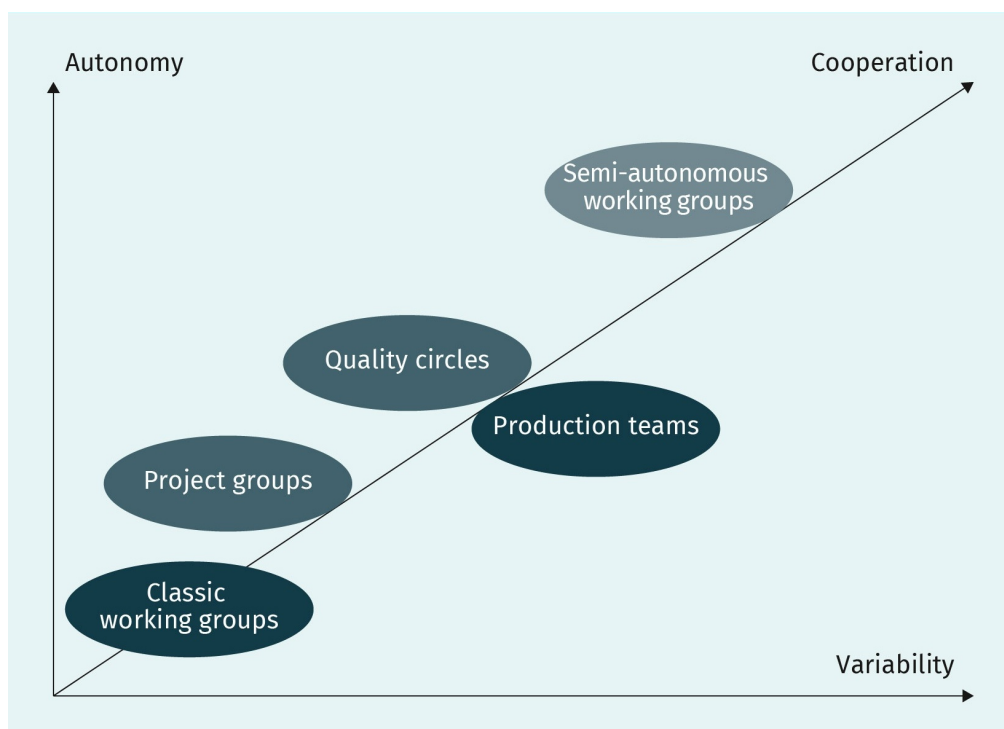 Autonomy
Cooperation
Semi-autonomous
working groups
Quality circles
Production teams
Project groups
Classic
working groups
Variability